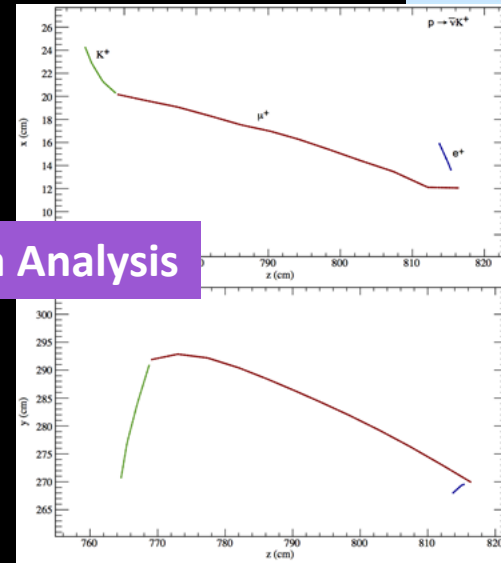 p → ν̄K⁺
26
24
22
20
18
16
14
12
10
x (cm)
K⁺
μ⁺
e⁺
790 800 810 820
z (cm)
Analysis
300
295
290
285
280
275
270
265
y (cm)
760 770 780 790 800 810 820
z (cm)